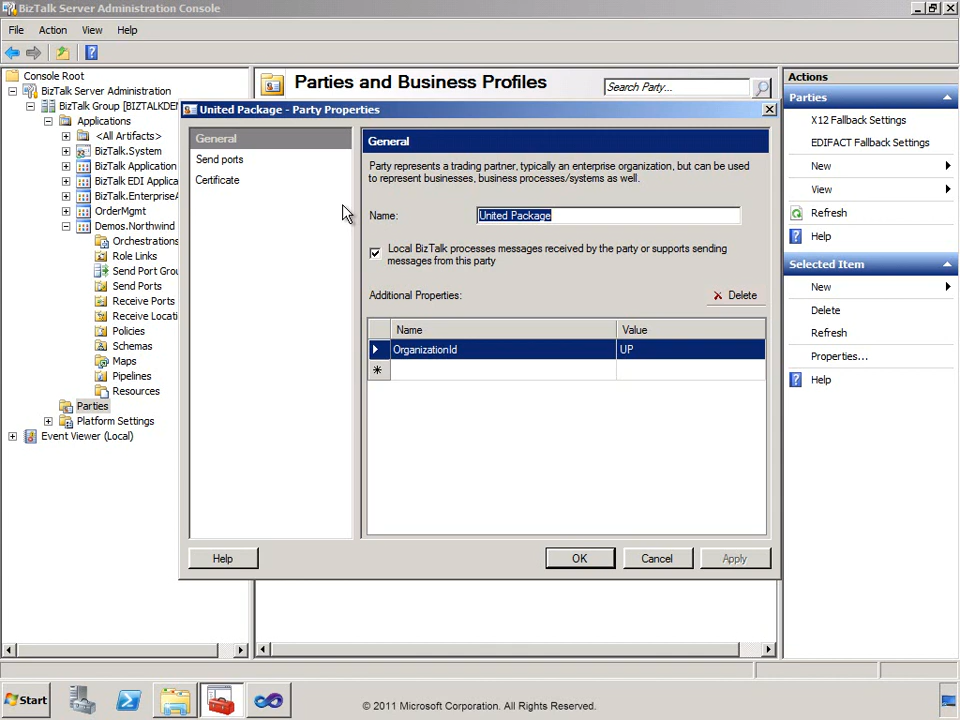 BizTalk Server Administration Console
File Action View Help
Console Root
BizTalk Server Administration
BizTalk Group [BIZTALKDEM
Applications
<All Artifacts>
BizTalk.System
BizTalk Application
BizTalk EDI Applica
BizTalk.EnterpriseA
OrderMgmt
Demos.Northwind
Orchestrations
Role Links
Send Port Grou
Send Ports
Receive Ports
Receive Locati
Policies
Schemas
Maps
Pipelines
Resources
Parties
Platform Settings
Event Viewer (Local)
Parties and Business Profiles
Search Party...
United Package - Party Properties
General
Send ports
Certificate
General
Party represents a trading partner, typically an enterprise organization, but can be used
to represent businesses, business processes/systems as well.
Name: United Package
Local BizTalk processes messages received by the party or supports sending
messages from this party
Additional Properties: Delete
Name Value
OrganizationId UP
Help OK Cancel Apply
Actions
Parties
X12 Fallback Settings
EDIFACT Fallback Settings
New
View
Refresh
Help
Selected Item
New
Delete
Refresh
Properties...
Help
Start
© 2011 Microsoft Corporation. All Rights Reserved.